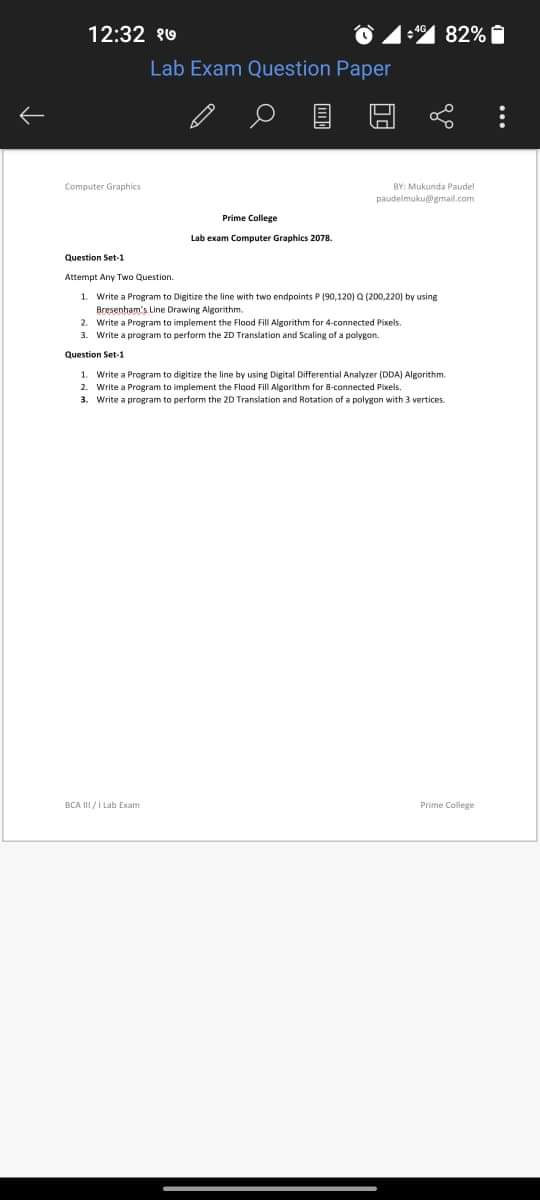 12:32 १७ 4G 82%
Lab Exam Question Paper
Computer Graphics BY: Mukunda Paudel
paudelmuku@gmail.com
Prime College
Lab exam Computer Graphics 2078.
Question Set-1
Attempt Any Two Question.
1. Write a Program to Digitize the line with two endpoints P (90,120) Q (200,220) by using
Bresenham's Line Drawing Algorithm.
2. Write a Program to implement the Flood Fill Algorithm for 4-connected Pixels.
3. Write a program to perform the 2D Translation and Scaling of a polygon.
Question Set-1
1. Write a Program to digitize the line by using Digital Differential Analyzer (DDA) Algorithm.
2. Write a Program to implement the Flood Fill Algorithm for 8-connected Pixels.
3. Write a program to perform the 2D Translation and Rotation of a polygon with 3 vertices.
BCA III / I Lab Exam Prime College